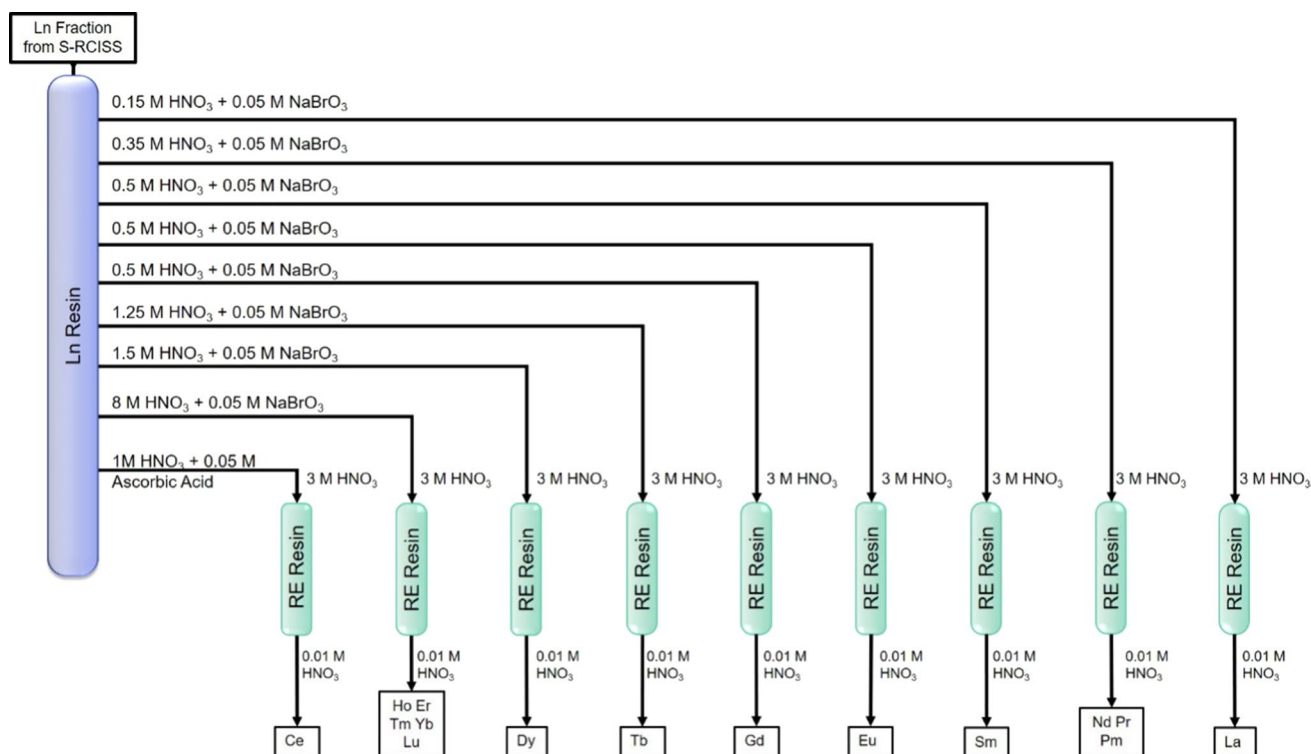 Ln Fraction
from S-RCISS
Ln Resin
0.15 M HNO₃ + 0.05 M NaBrO₃
0.35 M HNO₃ + 0.05 M NaBrO₃
0.5 M HNO₃ + 0.05 M NaBrO₃
0.5 M HNO₃ + 0.05 M NaBrO₃
0.5 M HNO₃ + 0.05 M NaBrO₃
1.25 M HNO₃ + 0.05 M NaBrO₃
1.5 M HNO₃ + 0.05 M NaBrO₃
8 M HNO₃ + 0.05 M NaBrO₃
1M HNO₃ + 0.05 M
Ascorbic Acid
3 M HNO₃
3 M HNO₃
3 M HNO₃
3 M HNO₃
3 M HNO₃
3 M HNO₃
3 M HNO₃
3 M HNO₃
3 M HNO₃
RE Resin
RE Resin
RE Resin
RE Resin
RE Resin
RE Resin
RE Resin
RE Resin
RE Resin
0.01 M
HNO₃
0.01 M
HNO₃
0.01 M
HNO₃
0.01 M
HNO₃
0.01 M
HNO₃
0.01 M
HNO₃
0.01 M
HNO₃
0.01 M
HNO₃
0.01 M
HNO₃
Ce
Ho Er
Tm Yb
Lu
Dy
Tb
Gd
Eu
Sm
Nd Pr
Pm
La